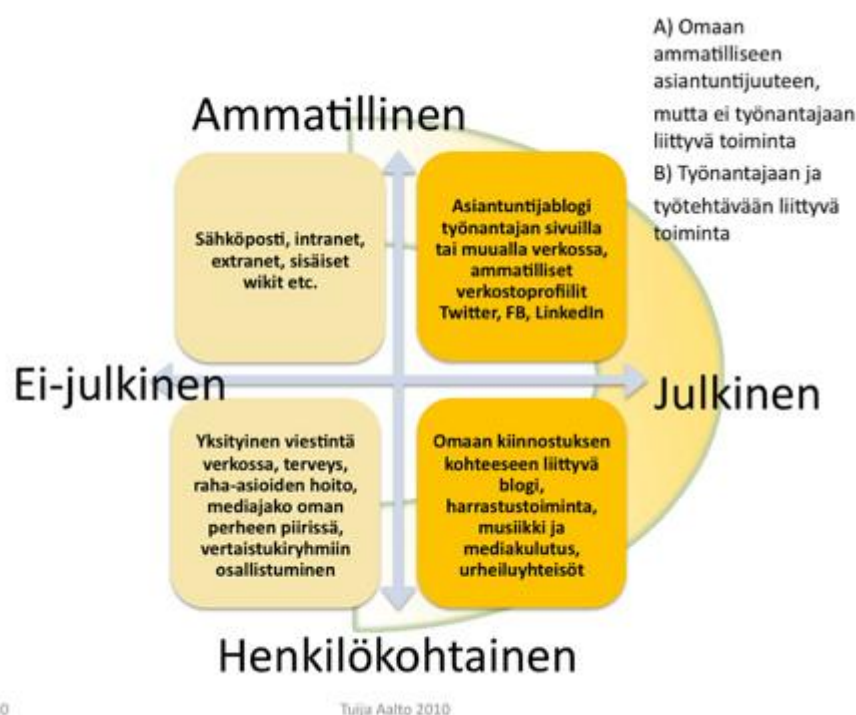 A) Omaan
ammatilliseen
asiantuntijuuteen,
mutta ei työnantajaan
liittyvä toiminta
B) Työnantajaan ja
työtehtävään liittyvä
toiminta
Ammatillinen
Sähköposti, intranet,
extranet, sisäiset
wikit etc.
Asiantuntijablogi
työnantajan sivuilla
tai muualla verkossa,
ammatilliset
verkostoprofiilit
Twitter, FB, LinkedIn
Ei-julkinen
Julkinen
Yksityinen viestintä
verkossa, terveys,
raha-asioiden hoito,
mediajako oman
perheen piirissä,
vertaistukiryhmiin
osallistuminen
Omaan kiinnostuksen
kohteeseen liittyvä
blogi,
harrastustoiminta,
musiikki ja
mediakulutus,
urheiluyhteisöt
Henkilökohtainen
Tuija Aalto 2010